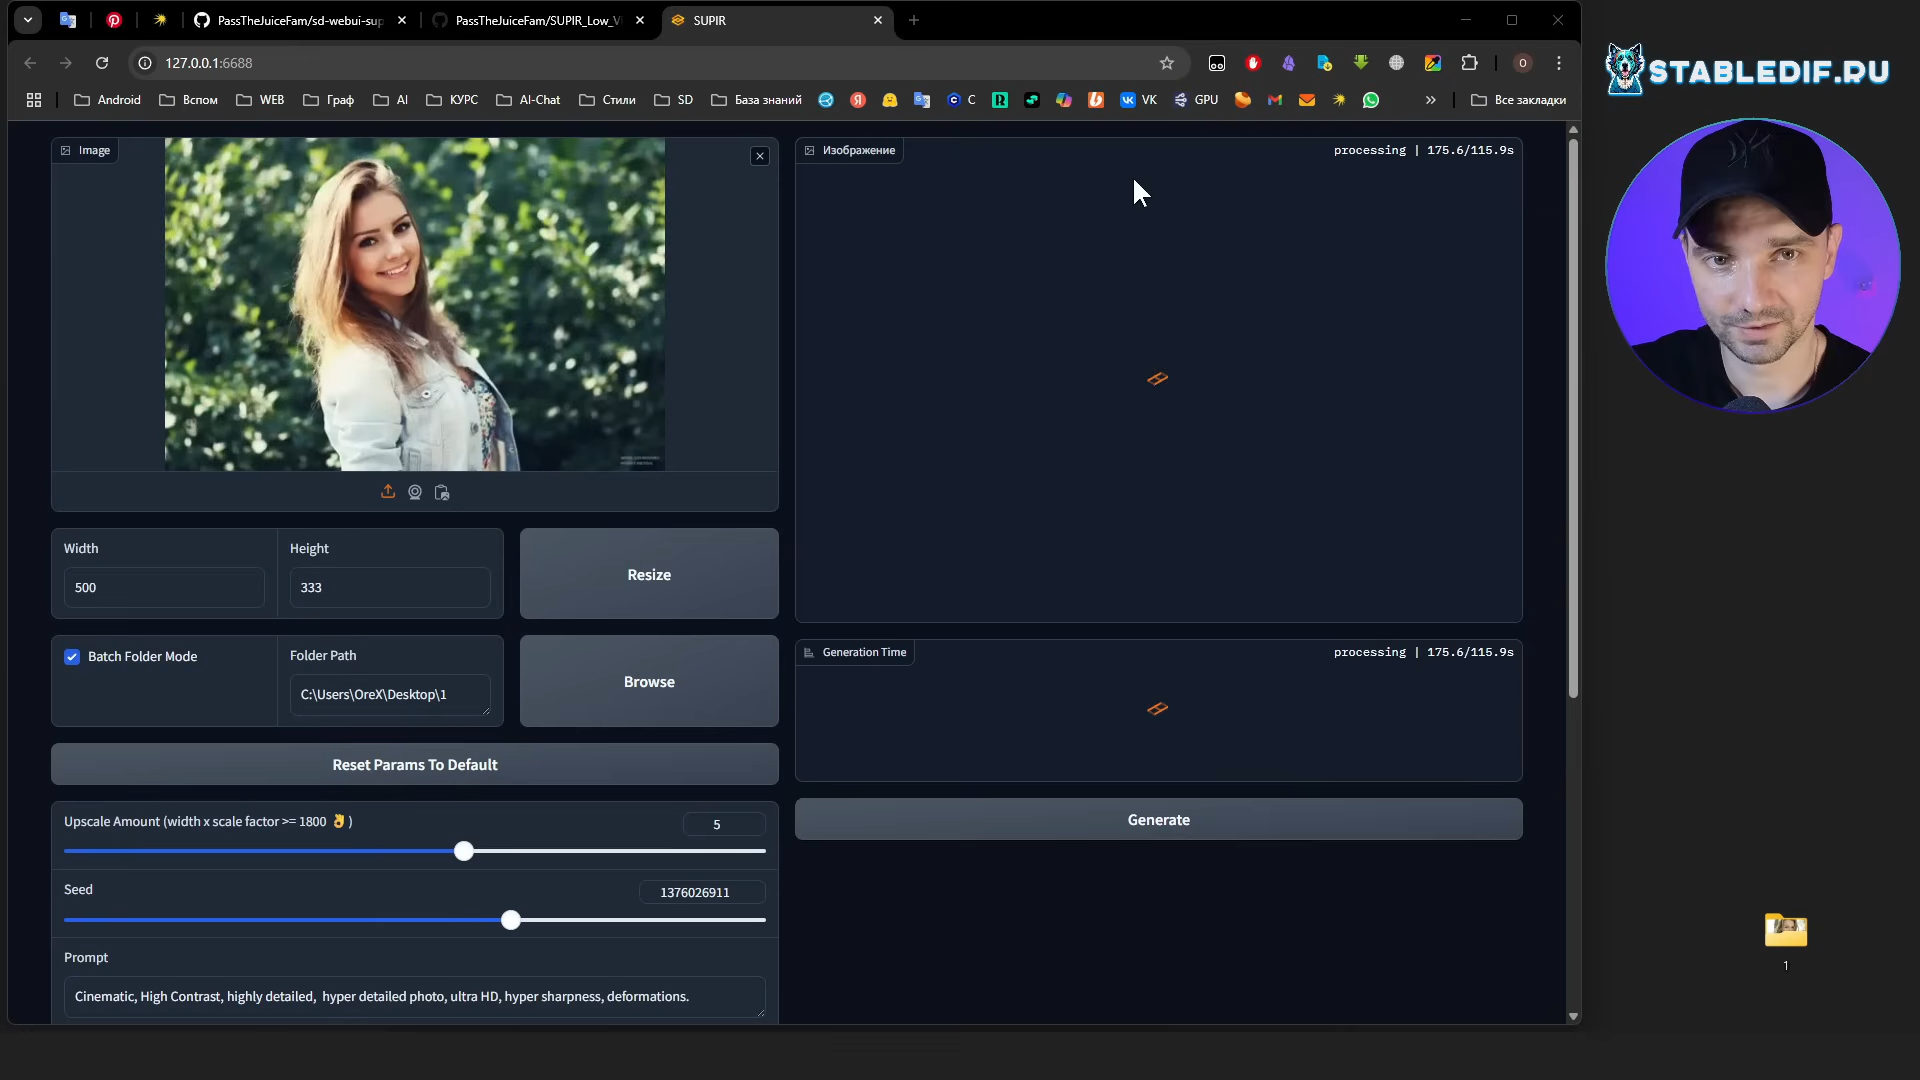 PassTheJuiceFam/sd-webui-sup
PassTheJuiceFam/SUPIR_Low_V
SUPIR
127.0.0.1:6688
O
Android
Вспом
WEB
Граф
AI
КУРС
AI-Chat
Стили
SD
База знаний
C
VK
GPU
Все закладки
STABLEDIF.RU
Image
Изображение
processing | 175.6/115.9s
Width
Height
500
333
Resize
Batch Folder Mode
Folder Path
C:\Users\OreX\Desktop\1
Browse
Generation Time
processing | 175.6/115.9s
Reset Params To Default
Generate
Upscale Amount (width x scale factor >= 1800 👌)
5
Seed
1376026911
Prompt
Cinematic, High Contrast, highly detailed, hyper detailed photo, ultra HD, hyper sharpness, deformations.
1